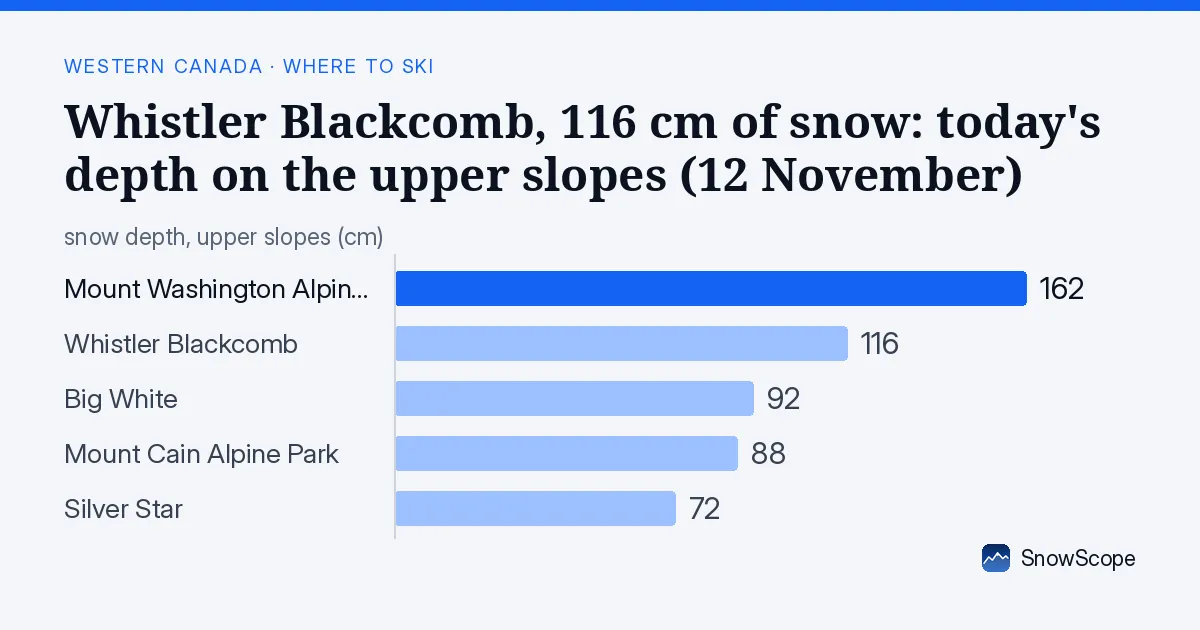 WESTERN CANADA · WHERE TO SKI
Whistler Blackcomb, 116 cm of snow: today's
depth on the upper slopes (12 November)
snow depth, upper slopes (cm)
Mount Washington Alpin... 162
Whistler Blackcomb 116
Big White 92
Mount Cain Alpine Park 88
Silver Star 72
SnowScope